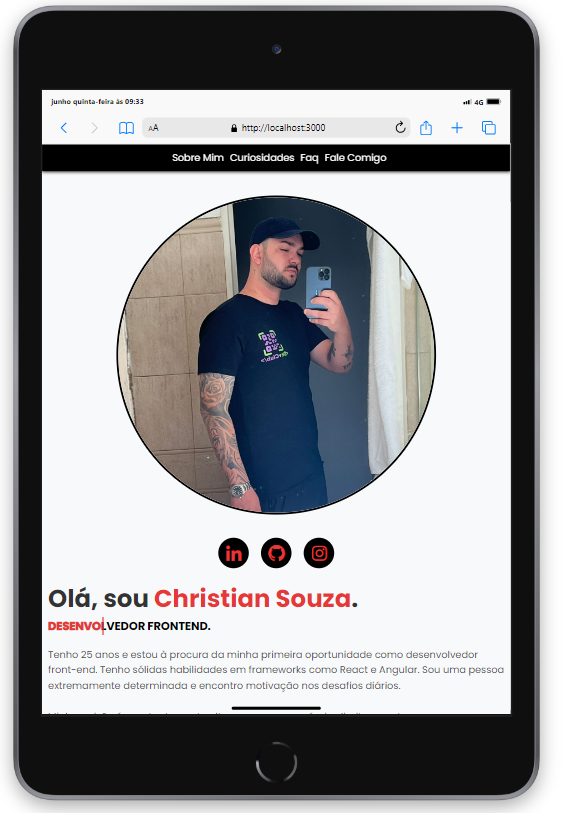 junho quinta-feira ás 09:33
4G
AA
http://localhost:3000
Sobre Mim Curiosidades Faq Fale Comigo
in
Olá, sou Christian Souza.
DESENVOLVEDOR FRONTEND.
Tenho 25 anos e estou à procura da minha primeira oportunidade como desenvolvedor
front-end. Tenho sólidas habilidades em frameworks como React e Angular. Sou uma pessoa
extremamente determinada e encontro motivação nos desafios diários.